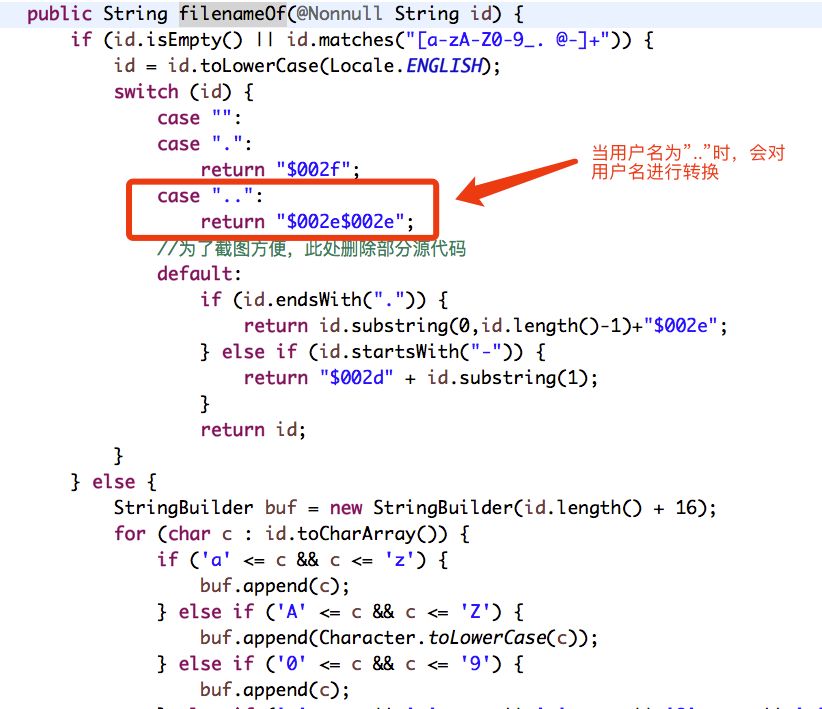 public String filenameOf(@Nonnull String id) {
if (id.isEmpty() || id.matches("[a-zA-Z0-9_. @-]+")) {
id = id.toLowerCase(Locale.ENGLISH);
switch (id) {
case "":
case ".":
return "$002f";
case "..":
return "$002e$002e";
当用户名为”..”时，会对
用户名进行转换
//为了截图方便，此处删除部分源代码
default:
if (id.endsWith(".")) {
return id.substring(0,id.length()-1)+"$002e";
} else if (id.startsWith("-")) {
return "$002d" + id.substring(1);
}
return id;
}
} else {
StringBuilder buf = new StringBuilder(id.length() + 16);
for (char c : id.toCharArray()) {
if ('a' <= c && c <= 'z') {
buf.append(c);
} else if ('A' <= c && c <= 'Z') {
buf.append(Character.toLowerCase(c));
} else if ('0' <= c && c <= '9') {
buf.append(c);